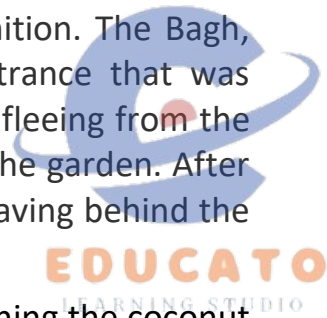 nition. The Bagh,
trance that was
fleeing from the
he garden. After
aving behind the
EDUCATO
LEARNING STUDIO
ning the coconut